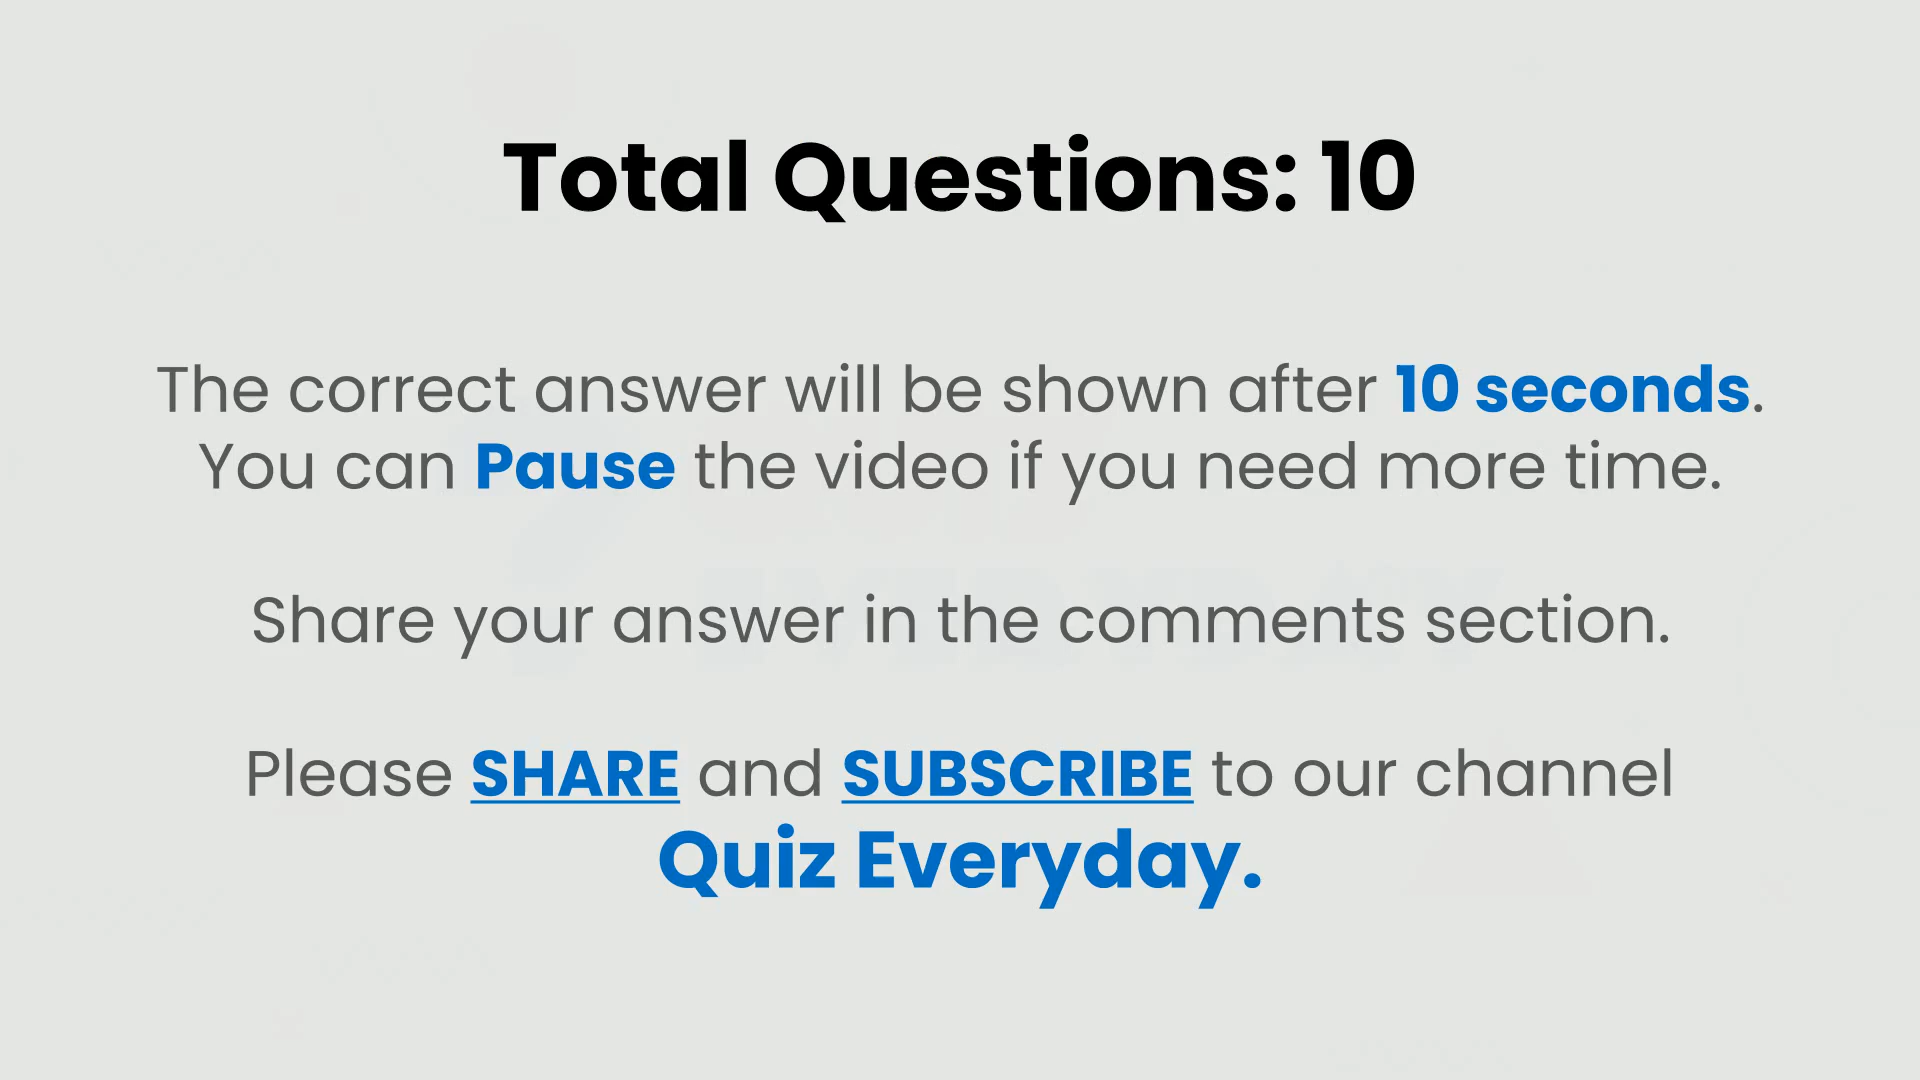 Total Questions: 10
The correct answer will be shown after 10 seconds.
You can Pause the video if you need more time.
Share your answer in the comments section.
Please SHARE and SUBSCRIBE to our channel
Quiz Everyday.